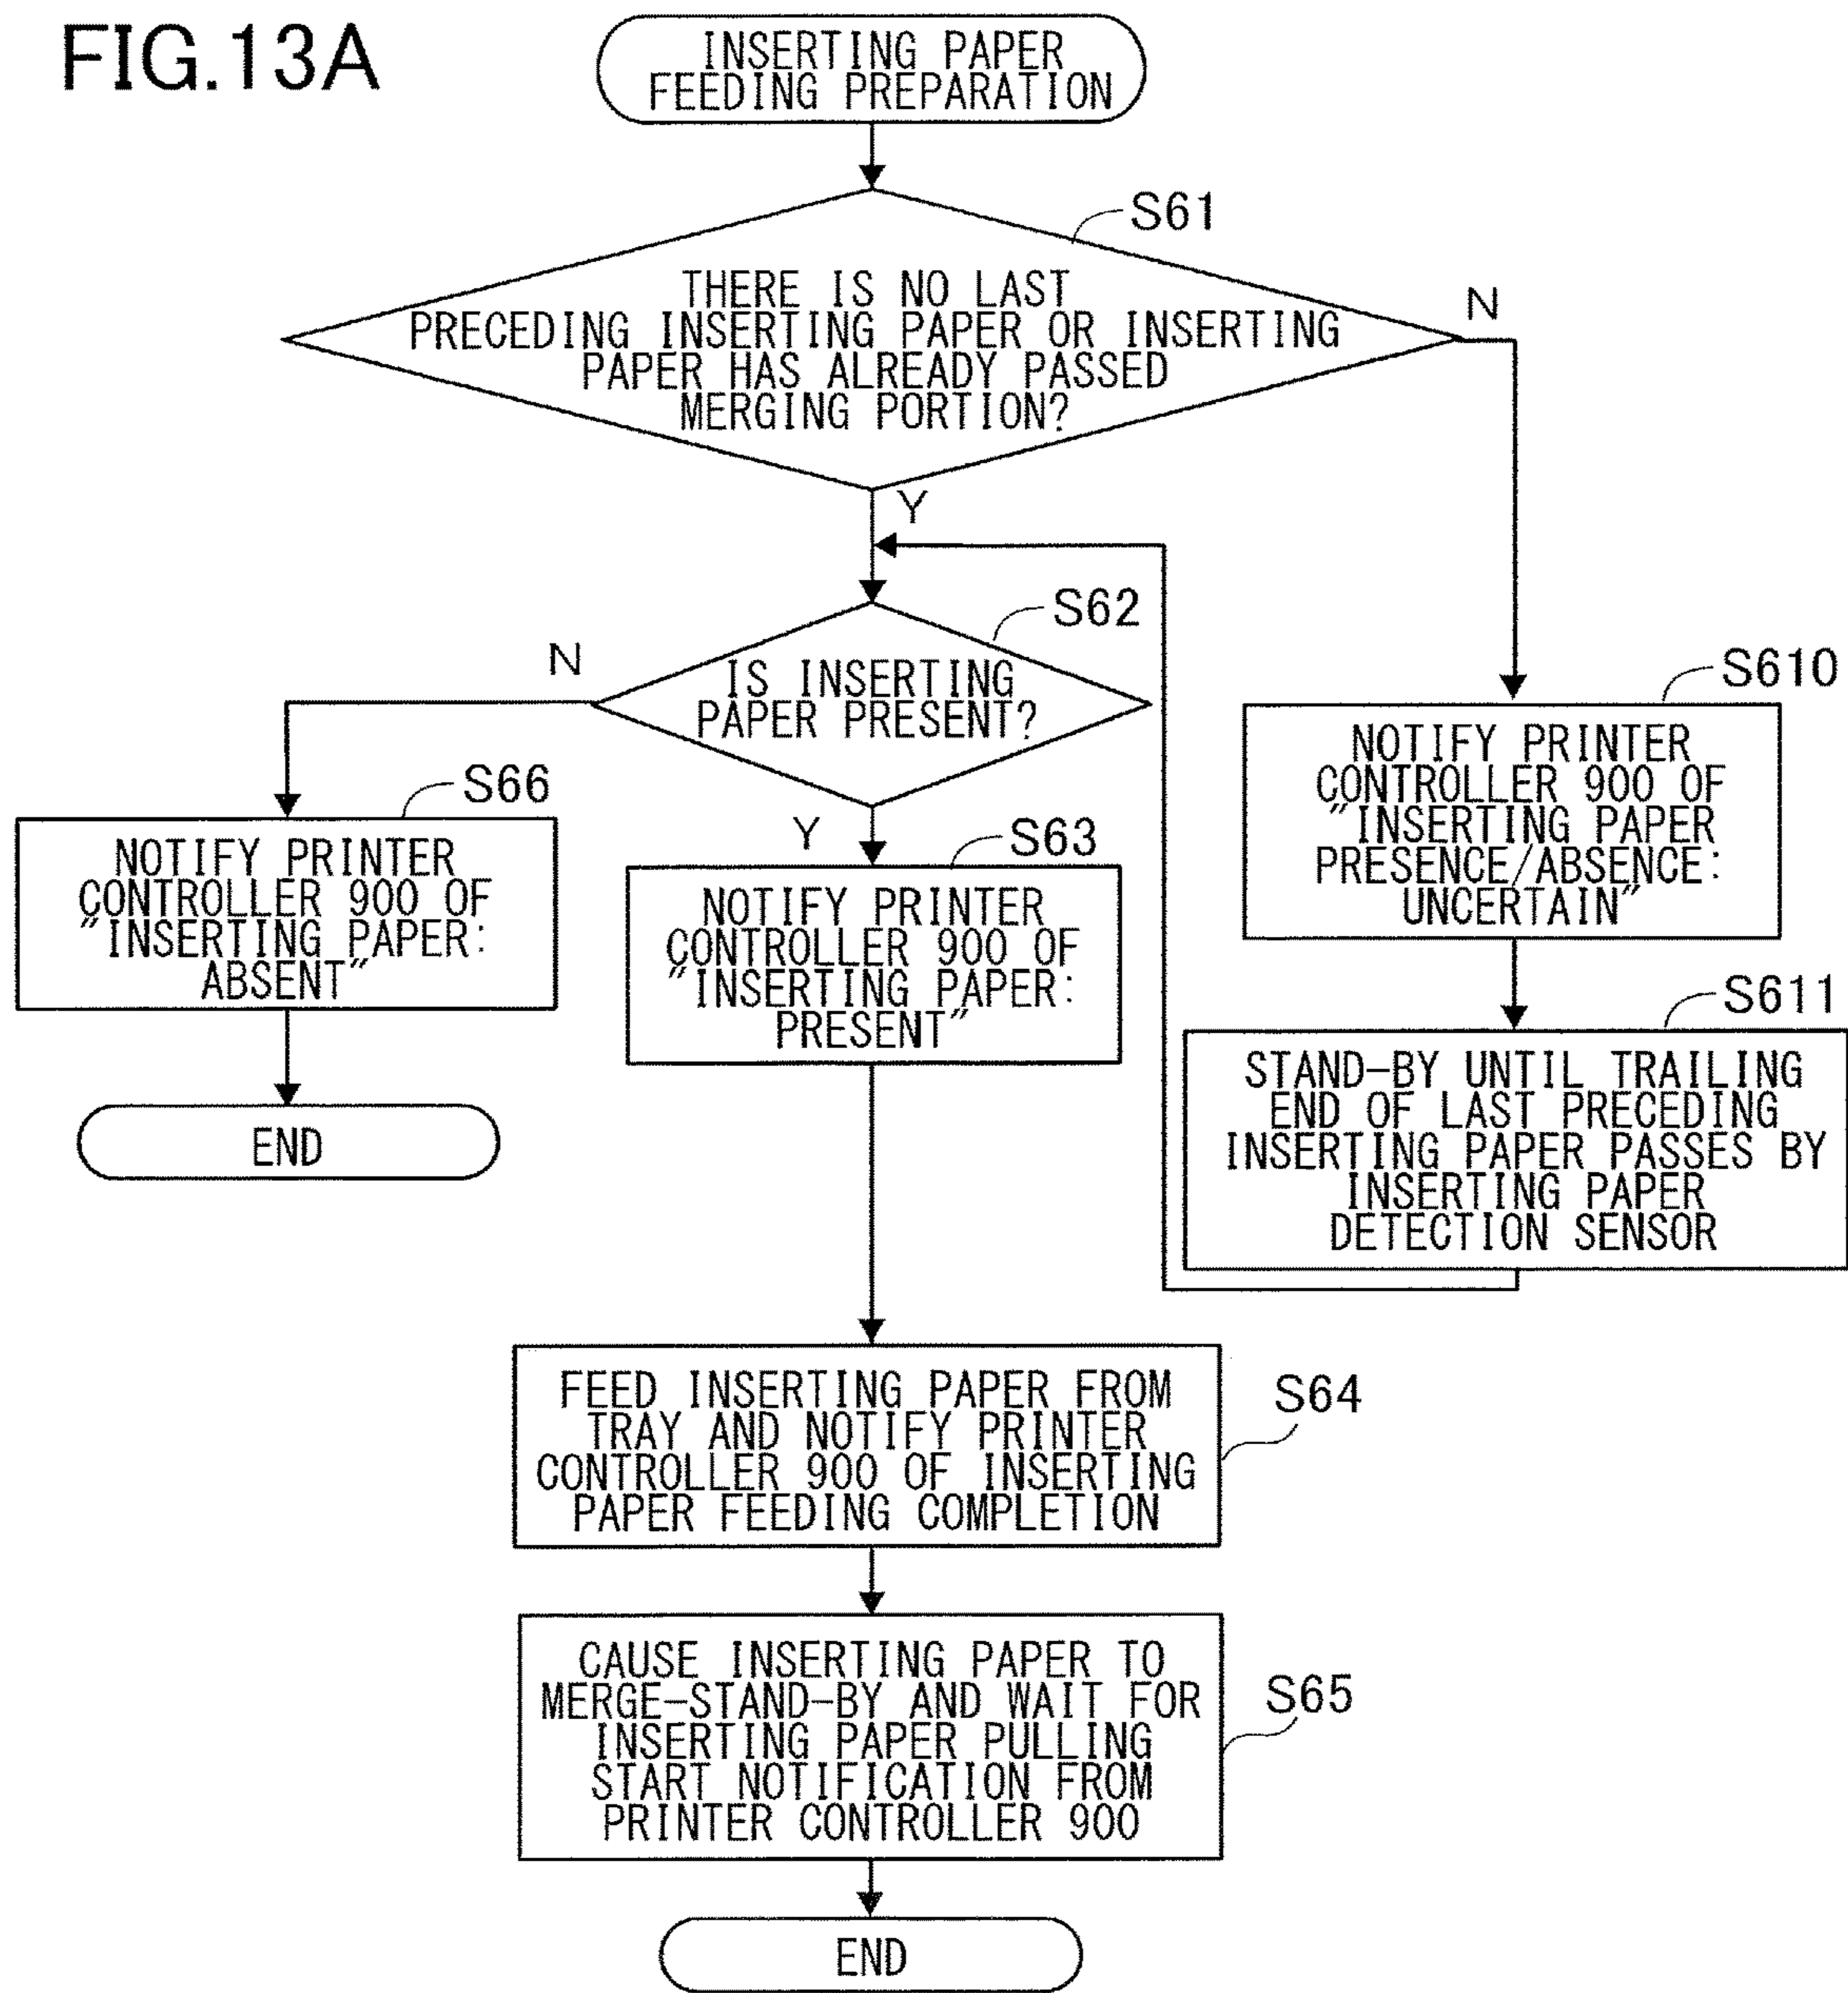 FIG.13A
INSERTING PAPER
FEEDING PREPARATION
S61
THERE IS NO LAST
PRECEDING INSERTING PAPER OR INSERTING
PAPER HAS ALREADY PASSED
MERGING PORTION?
N
Y
S62
IS INSERTING
PAPER PRESENT?
N
Y
S66
NOTIFY PRINTER
CONTROLLER 900 OF
"INSERTING PAPER:
ABSENT"
END
S63
NOTIFY PRINTER
CONTROLLER 900 OF
"INSERTING PAPER:
PRESENT"
S610
NOTIFY PRINTER
CONTROLLER 900 OF
"INSERTING PAPER
PRESENCE/ABSENCE:
UNCERTAIN"
S611
STAND-BY UNTIL TRAILING
END OF LAST PRECEDING
INSERTING PAPER PASSES BY
INSERTING PAPER
DETECTION SENSOR
FEED INSERTING PAPER FROM
TRAY AND NOTIFY PRINTER
CONTROLLER 900 OF INSERTING
PAPER FEEDING COMPLETION
S64
CAUSE INSERTING PAPER TO
MERGE-STAND-BY AND WAIT FOR
INSERTING PAPER PULLING
START NOTIFICATION FROM
PRINTER CONTROLLER 900
S65
END